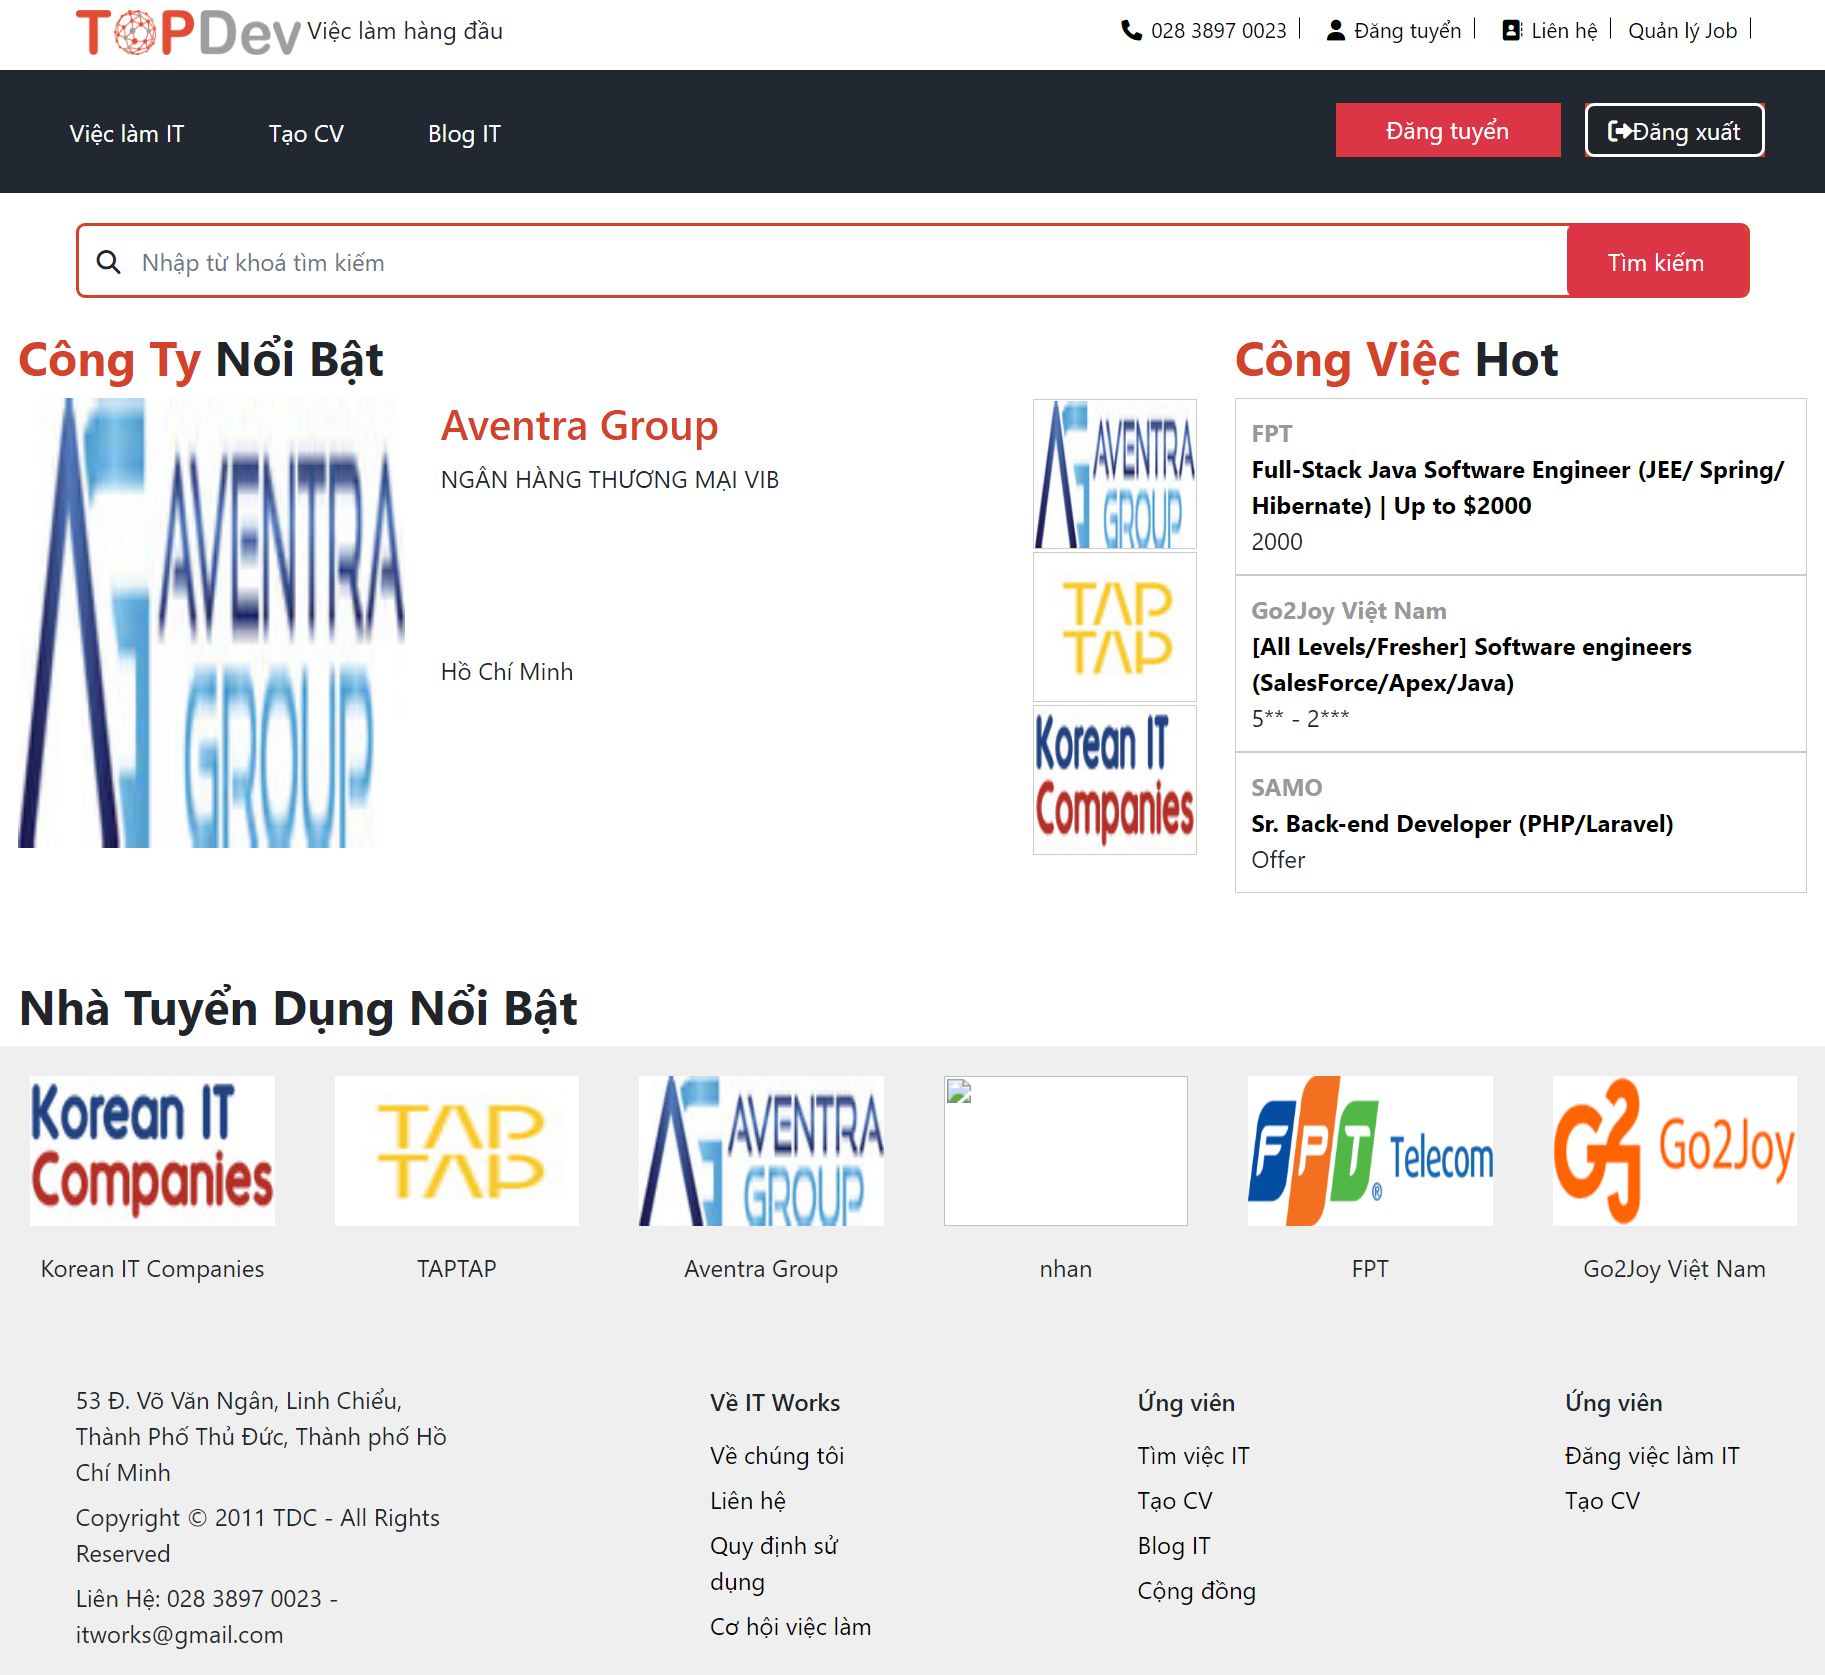 TOPDev Việc làm hàng đầu
028 3897 0023
Đăng tuyển
Liên hệ
Quản lý Job
Việc làm IT
Tạo CV
Blog IT
Đăng tuyển
Đăng xuất
Nhập từ khoá tìm kiếm
Tìm kiếm
Công Ty Nổi Bật
AVENTRA
GROUP
Aventra Group
NGÂN HÀNG THƯƠNG MẠI VIB
Hồ Chí Minh
AVENTRA
GROUP
TAP
TAP
Korean IT
Companies
Công Việc Hot
FPT
Full-Stack Java Software Engineer (JEE/ Spring/
Hibernate) | Up to $2000
2000
Go2Joy Việt Nam
[All Levels/Fresher] Software engineers
(SalesForce/Apex/Java)
5** - 2***
SAMO
Sr. Back-end Developer (PHP/Laravel)
Offer
Nhà Tuyển Dụng Nổi Bật
Korean IT
Companies
TAP
TAP
AVENTRA
GROUP
FPT® Telecom
Go2Joy
Korean IT Companies
TAPTAP
Aventra Group
nhan
FPT
Go2Joy Việt Nam
53 Đ. Võ Văn Ngân, Linh Chiểu,
Thành Phố Thủ Đức, Thành phố Hồ
Chí Minh
Copyright © 2011 TDC - All Rights
Reserved
Liên Hệ: 028 3897 0023 -
itworks@gmail.com
Về IT Works
Về chúng tôi
Liên hệ
Quy định sử
dụng
Cơ hội việc làm
Ứng viên
Tìm việc IT
Tạo CV
Blog IT
Cộng đồng
Ứng viên
Đăng việc làm IT
Tạo CV